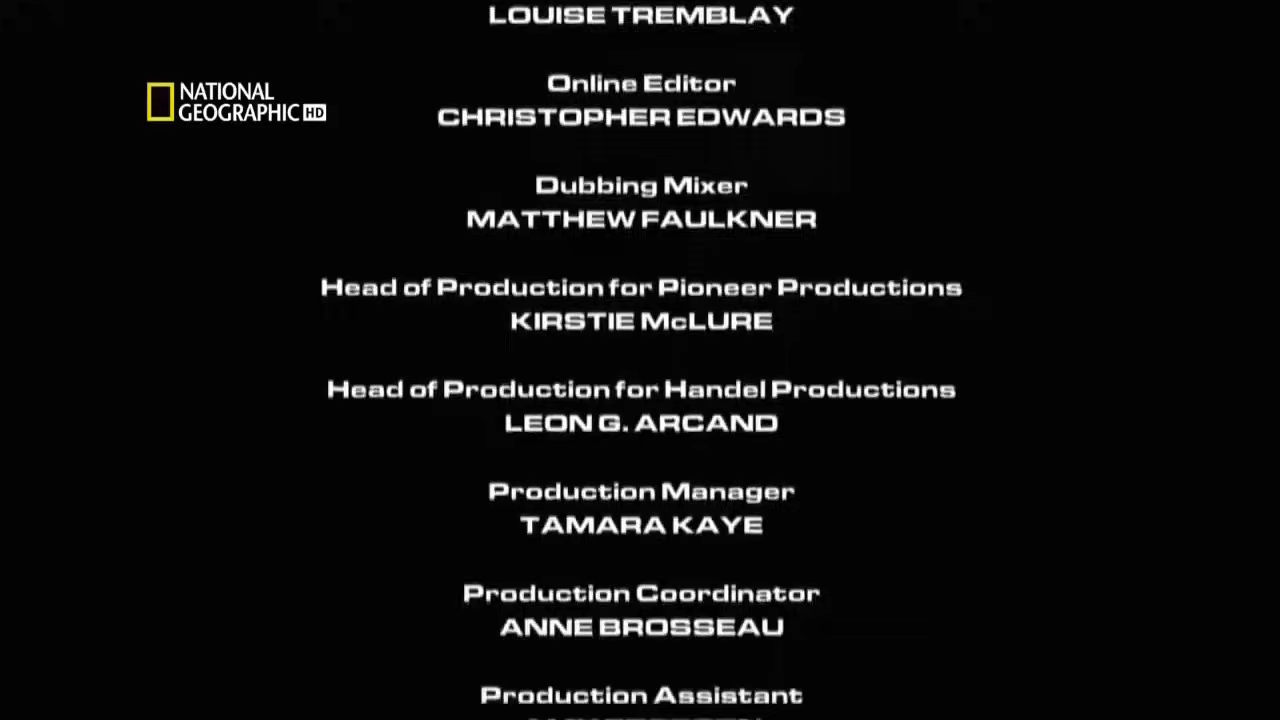 LOUISE TREMBLAY
NATIONAL
GEOGRAPHIC HD
Online Editor
CHRISTOPHER EDWARDS
Dubbing Mixer
MATTHEW FAULKNER
Head of Production for Pioneer Productions
KIRSTIE McLURE
Head of Production for Handel Productions
LEON G. ARCAND
Production Manager
TAMARA KAYE
Production Coordinator
ANNE BROSSEAU
Production Assistant